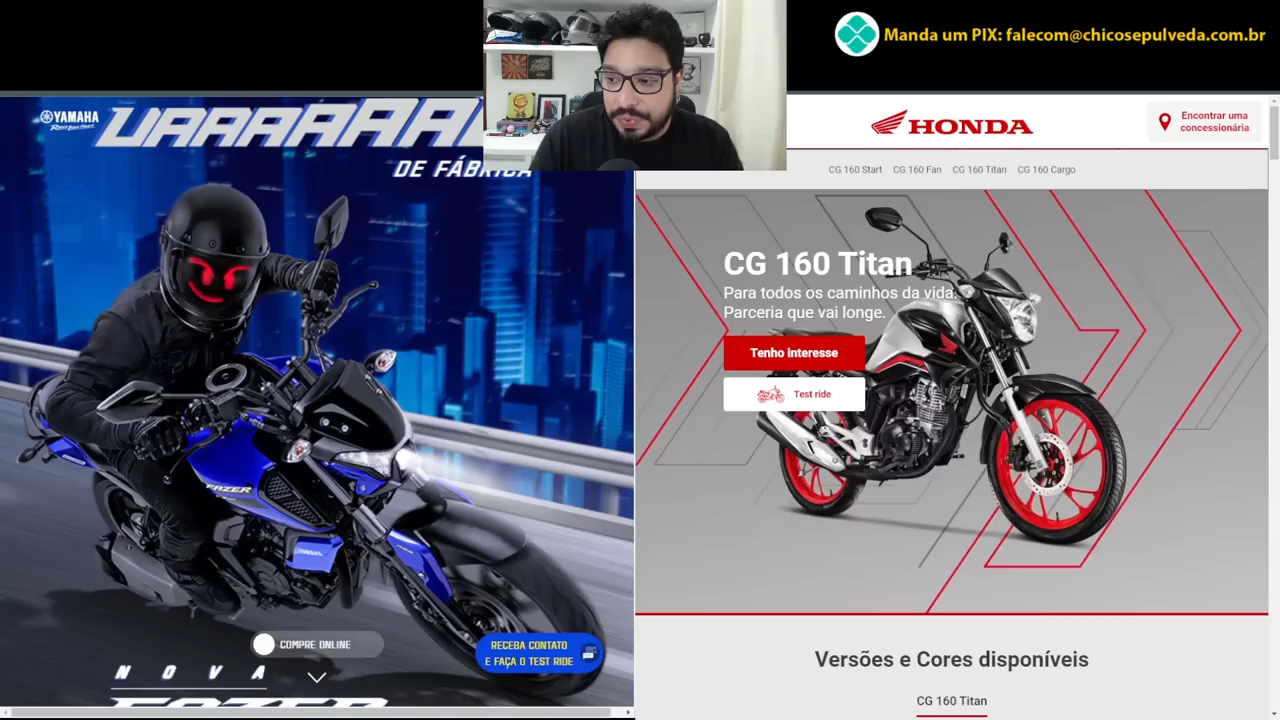 Manda um PIX: falecom@chicosepulveda.com.br
YAMAHA
DE FÁBRICA
FAZER
YAMAHA
COMPRE ONLINE
RECEBA CONTATO
E FAÇA O TEST RIDE
NOVA
FAZER
HONDA
Encontrar uma
concessionária
CG 160 Start CG 160 Fan CG 160 Titan CG 160 Cargo
CG 160 Titan
Para todos os caminhos da vida.
Parceria que vai longe.
Tenho interesse
Test ride
Versões e Cores disponíveis
CG 160 Titan